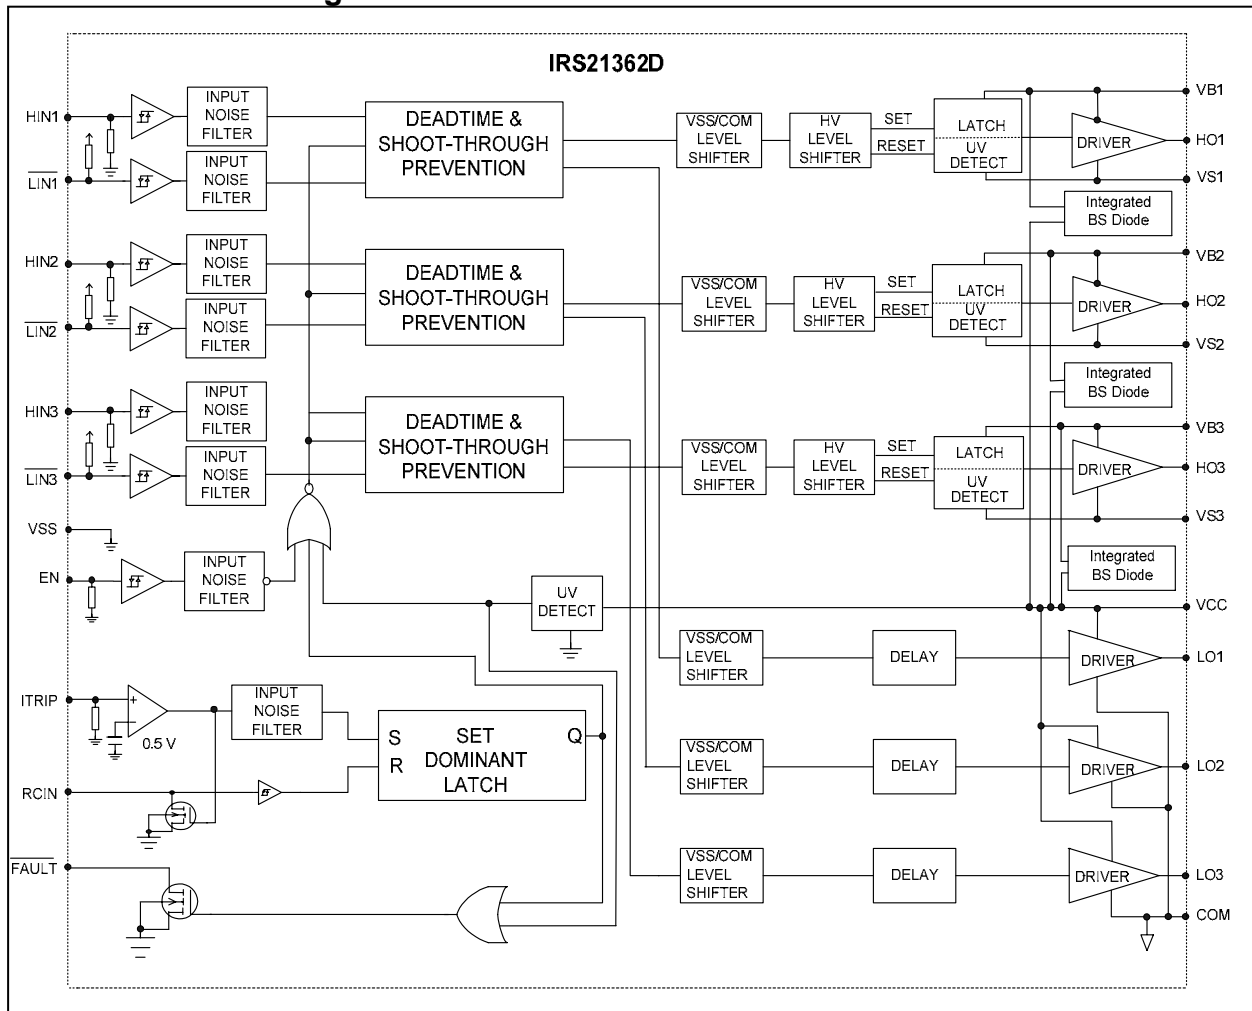 IRS21362D
HIN1
INPUT
NOISE
FILTER
DEADTIME &
SHOOT-THROUGH
PREVENTION
VSS/COM
LEVEL
SHIFTER
HV
LEVEL
SHIFTER
SET
RESET
LATCH
UV
DETECT
DRIVER
VB1
HO1
VS1
LIN1
INPUT
NOISE
FILTER
Integrated
BS Diode
HIN2
INPUT
NOISE
FILTER
DEADTIME &
SHOOT-THROUGH
PREVENTION
VSS/COM
LEVEL
SHIFTER
HV
LEVEL
SHIFTER
SET
RESET
LATCH
UV
DETECT
DRIVER
VB2
HO2
VS2
LIN2
INPUT
NOISE
FILTER
Integrated
BS Diode
HIN3
INPUT
NOISE
FILTER
DEADTIME &
SHOOT-THROUGH
PREVENTION
VSS/COM
LEVEL
SHIFTER
HV
LEVEL
SHIFTER
SET
RESET
LATCH
UV
DETECT
DRIVER
VB3
HO3
VS3
LIN3
INPUT
NOISE
FILTER
VSS
Integrated
BS Diode
EN
INPUT
NOISE
FILTER
UV
DETECT
VCC
VSS/COM
LEVEL
SHIFTER
DELAY
DRIVER
LO1
ITRIP
+
−
0.5 V
INPUT
NOISE
FILTER
S
R
SET
DOMINANT
LATCH
Q
VSS/COM
LEVEL
SHIFTER
DELAY
DRIVER
LO2
RCIN
FAULT
VSS/COM
LEVEL
SHIFTER
DELAY
DRIVER
LO3
COM